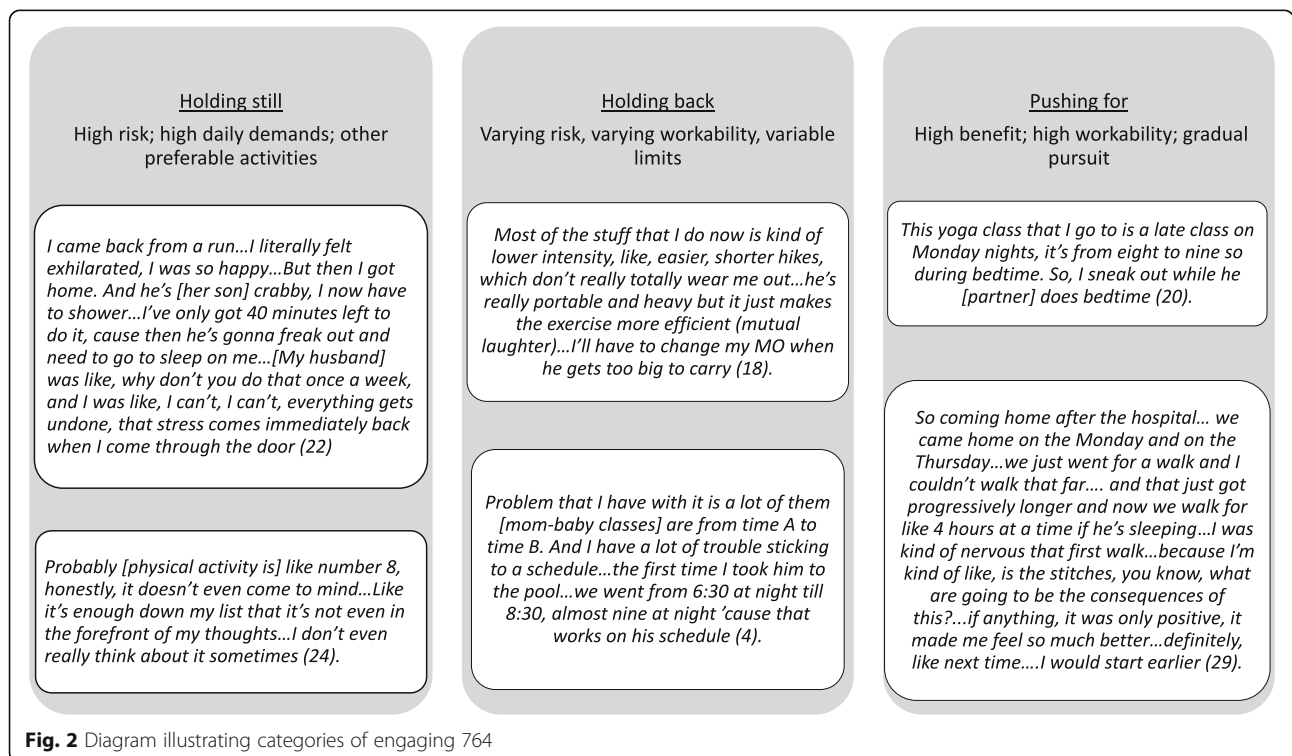 Holding still
High risk; high daily demands; other
preferable activities
I came back from a run…I literally felt
exhilarated, I was so happy…But then I got
home. And he’s [her son] crabby, I now have
to shower…I’ve only got 40 minutes left to
do it, cause then he’s gonna freak out and
need to go to sleep on me…[My husband]
was like, why don’t you do that once a week,
and I was like, I can’t, I can’t, everything gets
undone, that stress comes immediately back
when I come through the door (22)
Probably [physical activity is] like number 8,
honestly, it doesn’t even come to mind…Like
it’s enough down my list that it’s not even in
the forefront of my thoughts…I don’t even
really think about it sometimes (24).
Holding back
Varying risk, varying workability, variable
limits
Most of the stuff that I do now is kind of
lower intensity, like, easier, shorter hikes,
which don’t really totally wear me out…he’s
really portable and heavy but it just makes
the exercise more efficient (mutual
laughter)…I’ll have to change my MO when
he gets too big to carry (18).
Problem that I have with it is a lot of them
[mom-baby classes] are from time A to
time B. And I have a lot of trouble sticking
to a schedule…the first time I took him to
the pool…we went from 6:30 at night till
8:30, almost nine at night ’cause that
works on his schedule (4).
Pushing for
High benefit; high workability; gradual
pursuit
This yoga class that I go to is a late class on
Monday nights, it’s from eight to nine so
during bedtime. So, I sneak out while he
[partner] does bedtime (20).
So coming home after the hospital… we
came home on the Monday and on the
Thursday…we just went for a walk and I
couldn’t walk that far…. and that just got
progressively longer and now we walk for
like 4 hours at a time if he’s sleeping…I was
kind of nervous that first walk…because I’m
kind of like, is the stitches, you know, what
are going to be the consequences of
this?...if anything, it was only positive, it
made me feel so much better…definitely,
like next time….I would start earlier (29).
Fig. 2 Diagram illustrating categories of engaging 764